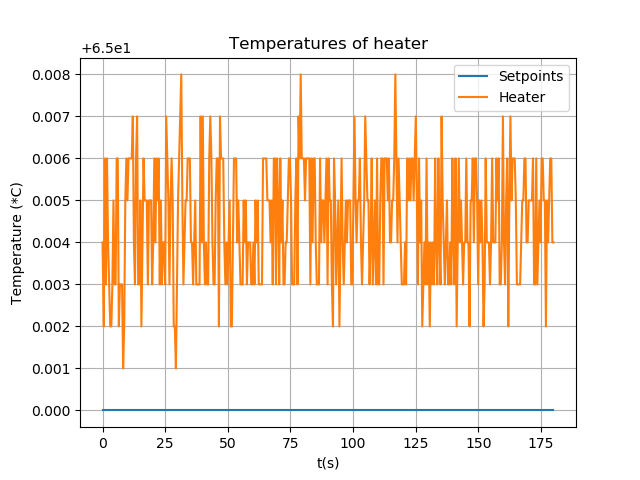 Temperatures of heater
+6.5e1
Setpoints
Heater
Temperature (*C)
0.008
0.007
0.006
0.005
0.004
0.003
0.002
0.001
0.000
0 25 50 75 100 125 150 175
t(s)